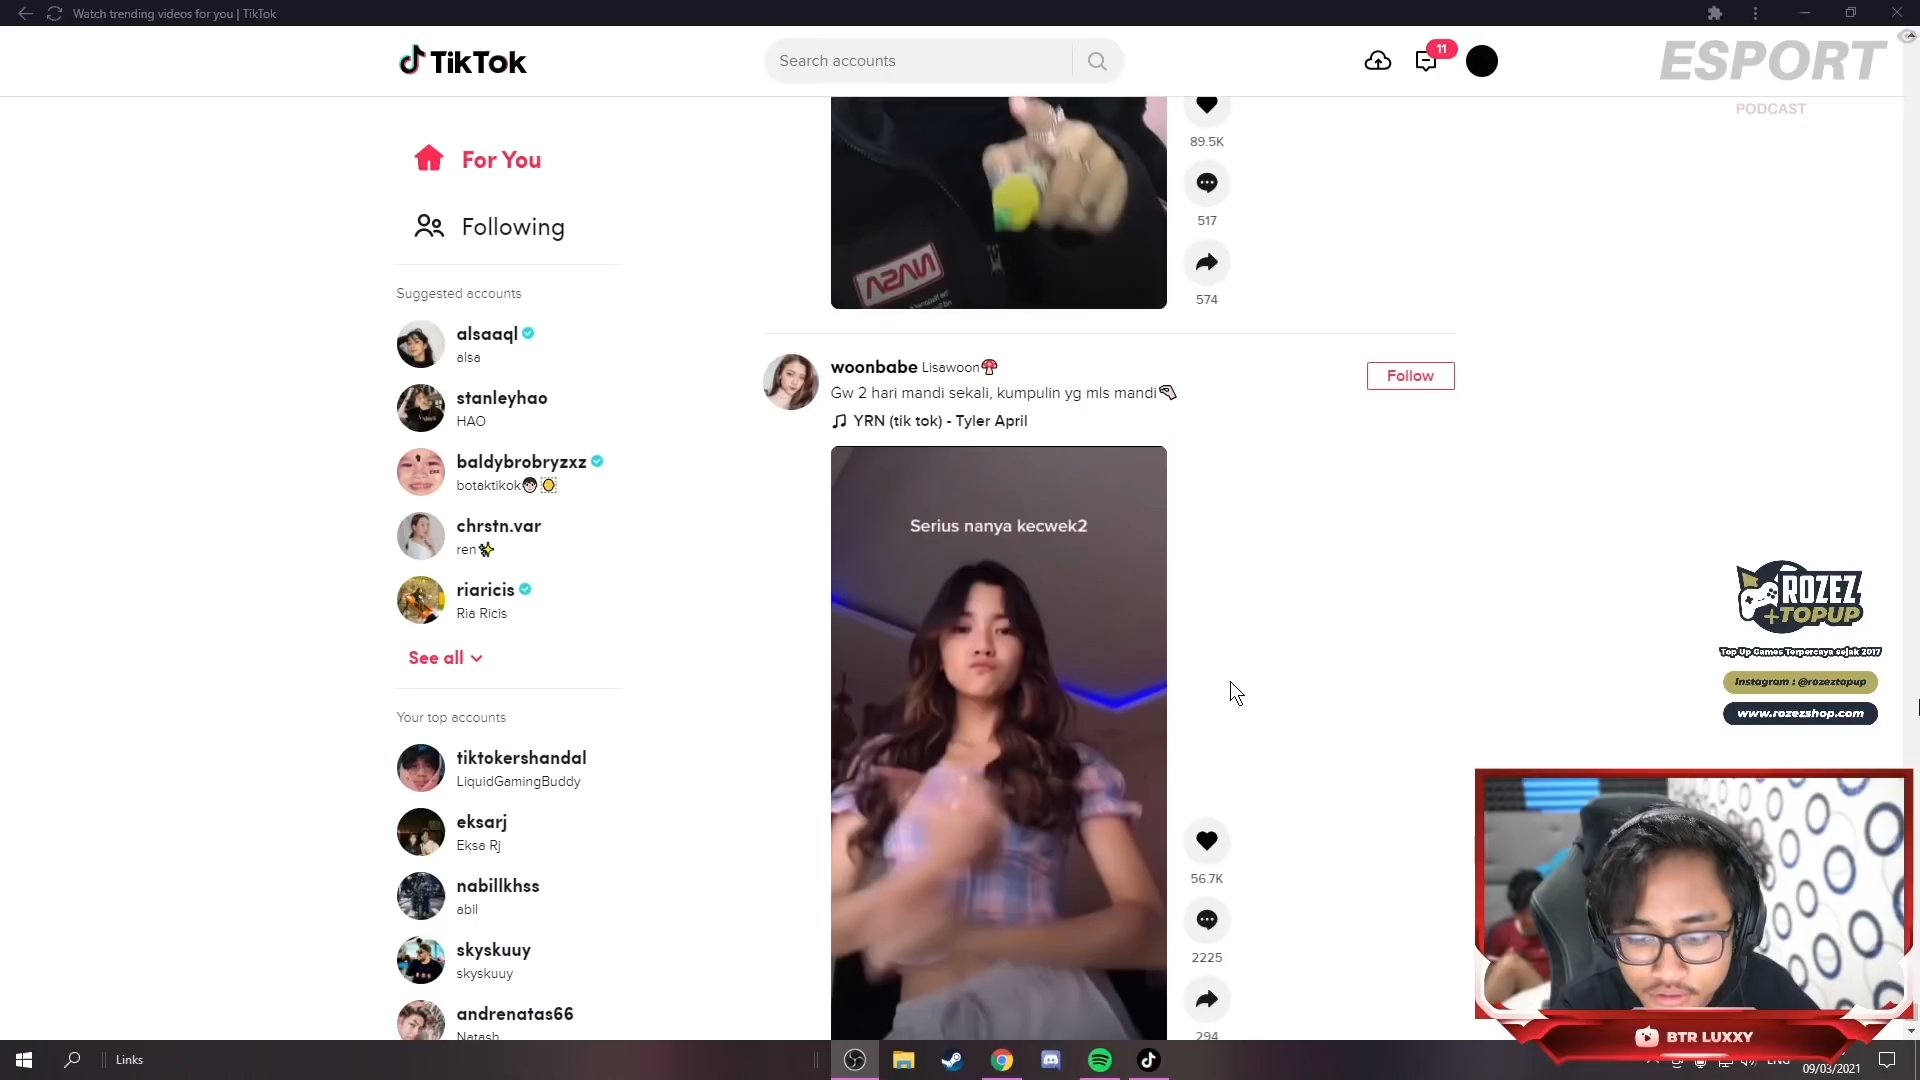 Watch trending videos for you | TikTok
TikTok
Search accounts
11
ESPORT
PODCAST
For You
Following
Suggested accounts
alsaaql
alsa
stanleyhao
HAO
baldybrobryzxz
botaktikok
chrstn.var
ren✨
riaricis
Ria Ricis
See all
Your top accounts
tiktokershandal
LiquidGamingBuddy
eksarj
Eksa Rj
nabillkhss
abil
skyskuuy
skyskuuy
andrenatas66
Natash
NASA
89.5K
517
574
woonbabe Lisawoon🍄
Gw 2 hari mandi sekali, kumpulin yg mls mandi
YRN (tik tok) - Tyler April
Follow
Serius nanya kecwek2
56.7K
2225
294
ROZEZ
+TOPUP
Top Up Games Terpercaya sejak 2017
Instagram : @rozeztopup
www.rozezshop.com
BTR LUXXY
Links
ENG
09/03/2021